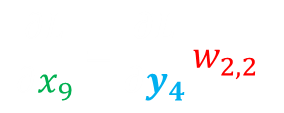 x₉ y₄ w₂,₂